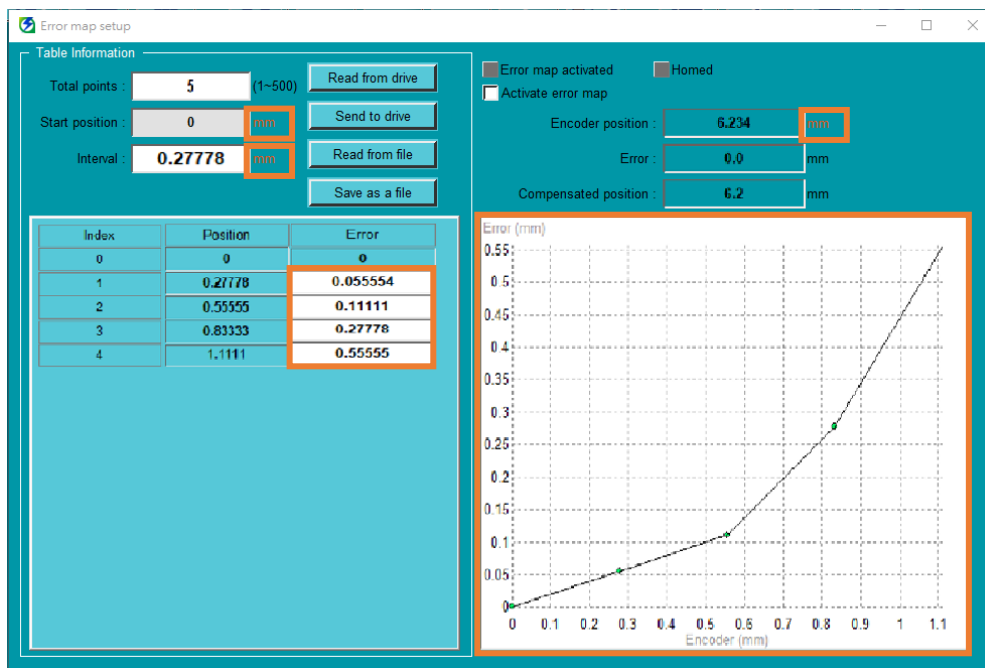 Error map setup
Table Information
Total points : 5 (1~500) Read from drive
Start position : 0 mm Send to drive
Interval : 0.27778 mm Read from file
Save as a file
Error map activated Homed
Activate error map
Encoder position : 6.234 mm
Error : 0.0 mm
Compensated position : 6.2 mm
Index Position Error
0 0 0
1 0.27778 0.055554
2 0.55555 0.11111
3 0.83333 0.27778
4 1.1111 0.55555
Error (mm)
0.55
0.5
0.45
0.4
0.35
0.3
0.25
0.2
0.15
0.1
0.05
0
0 0.1 0.2 0.3 0.4 0.5 0.6 0.7 0.8 0.9 1 1.1
Encoder (mm)